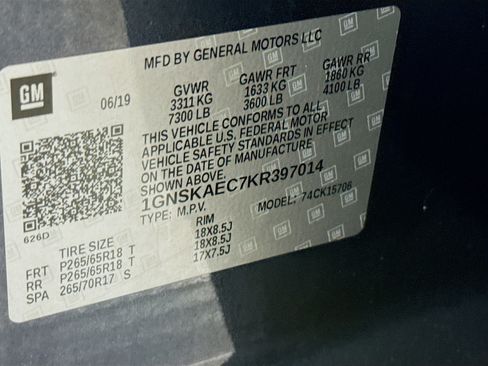 MFD BY GENERAL MOTORS LLC
GM
06/19
GVWR GAWR FRT GAWR RR
3311 KG 1633 KG 1860 KG
7300 LB 3600 LB 4100 LB
THIS VEHICLE CONFORMS TO ALL
APPLICABLE U.S. FEDERAL MOTOR
VEHICLE SAFETY STANDARDS IN EFFECT
ON THE DATE OF MANUFACTURE
SHOWN ABOVE.
1GNSKAEC7KR397014
TYPE: M.P.V. MODEL: 74CK15706
626D
TIRE SIZE RIM
FRT P265/65R18 T 18X8.5J
RR P265/65R18 T 18X8.5J
SPA 265/70R17 S 17X7.5J